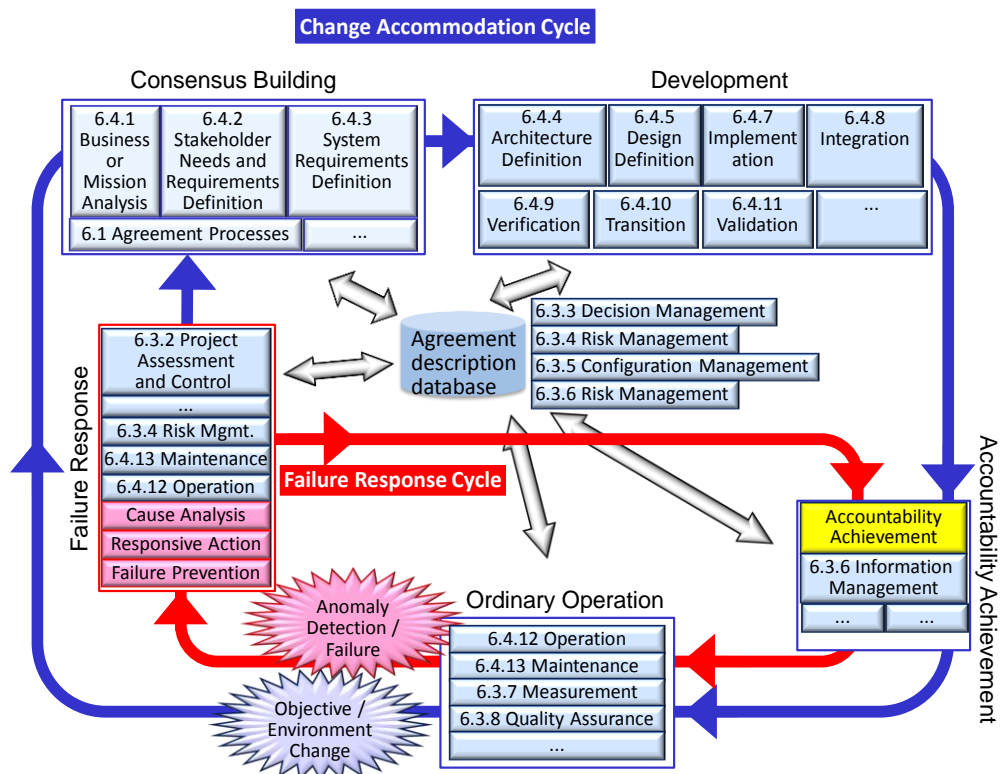 Change Accommodation Cycle
Consensus Building
6.4.1
Business
or
Mission
Analysis
6.4.2
Stakeholder
Needs and
Requirements
Definition
6.4.3
System
Requirements
Definition
6.1 Agreement Processes
...
Development
6.4.4
Architecture
Definition
6.4.5
Design
Definition
6.4.7
Implement
ation
6.4.8
Integration
6.4.9
Verification
6.4.10
Transition
6.4.11
Validation
...
Agreement
description
database
6.3.3 Decision Management
6.3.4 Risk Management
6.3.5 Configuration Management
6.3.6 Risk Management
Failure Response
6.3.2 Project
Assessment
and Control
...
6.3.4 Risk Mgmt.
6.4.13 Maintenance
6.4.12 Operation
Cause Analysis
Responsive Action
Failure Prevention
Failure Response Cycle
Accountability Achievement
Accountability
Achievement
6.3.6 Information
Management
...
...
Anomaly
Detection /
Failure
Objective /
Environment
Change
Ordinary Operation
6.4.12 Operation
6.4.13 Maintenance
6.3.7 Measurement
6.3.8 Quality Assurance
...